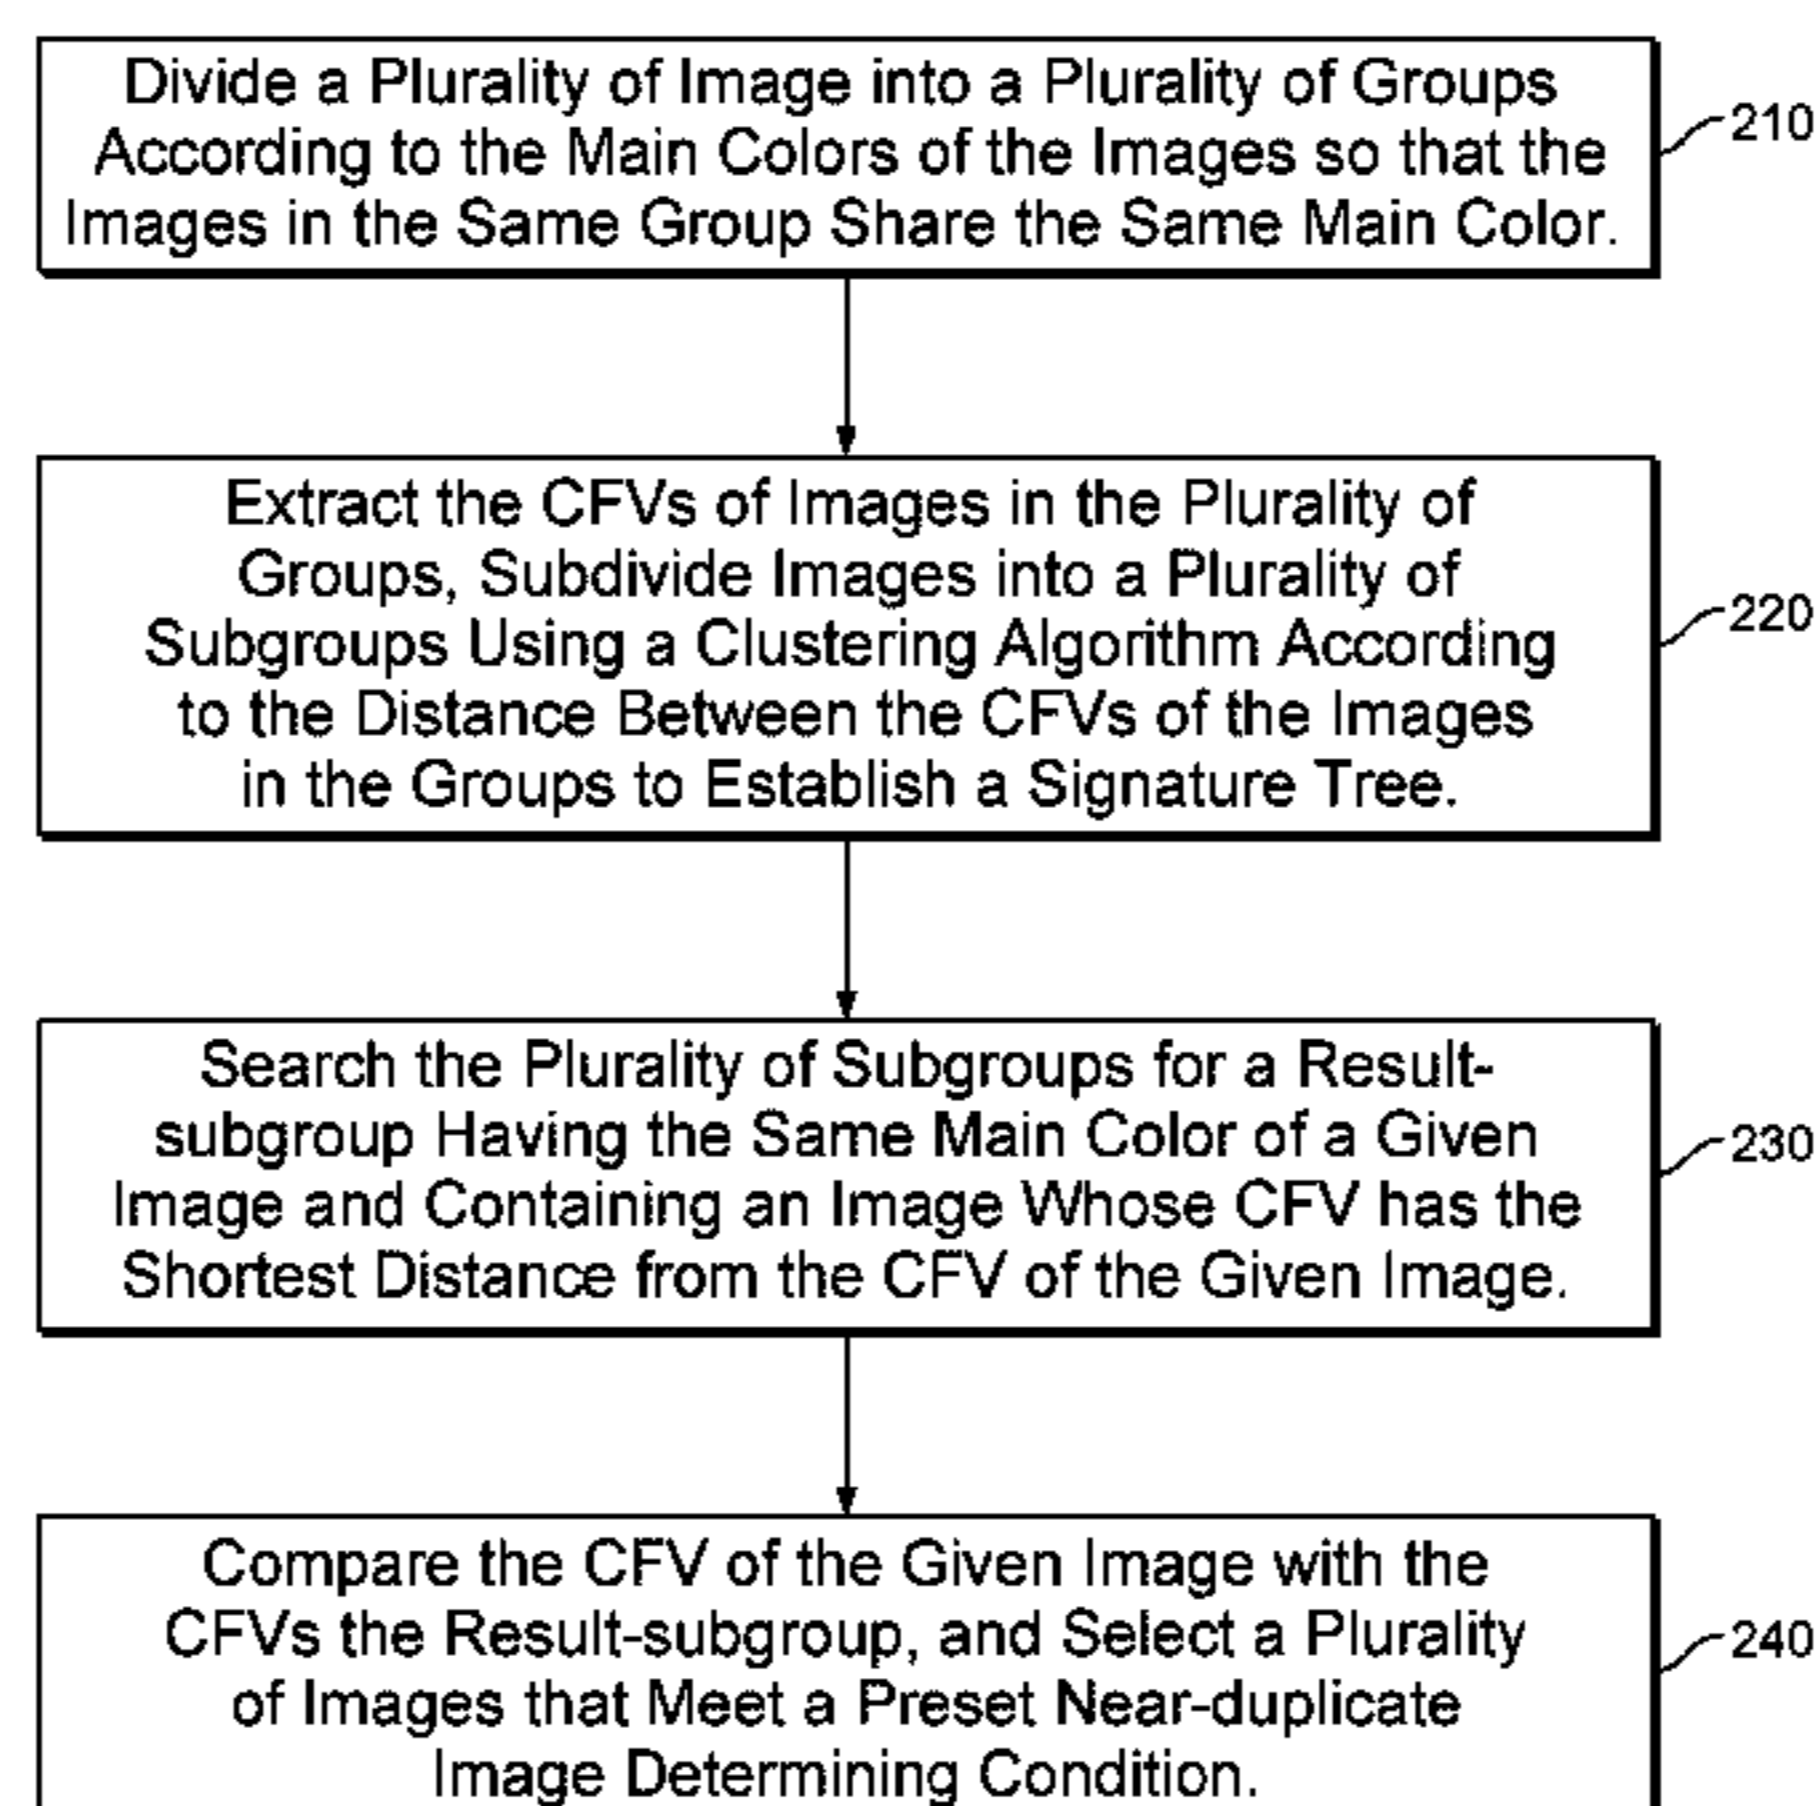 Divide a Plurality of Image into a Plurality of Groups
According to the Main Colors of the Images so that the
Images in the Same Group Share the Same Main Color.
210
Extract the CFVs of Images in the Plurality of
Groups, Subdivide Images into a Plurality of
Subgroups Using a Clustering Algorithm According
to the Distance Between the CFVs of the Images
in the Groups to Establish a Signature Tree.
220
Search the Plurality of Subgroups for a Result-
subgroup Having the Same Main Color of a Given
Image and Containing an Image Whose CFV has the
Shortest Distance from the CFV of the Given Image.
230
Compare the CFV of the Given Image with the
CFVs the Result-subgroup, and Select a Plurality
of Images that Meet a Preset Near-duplicate
Image Determining Condition.
240